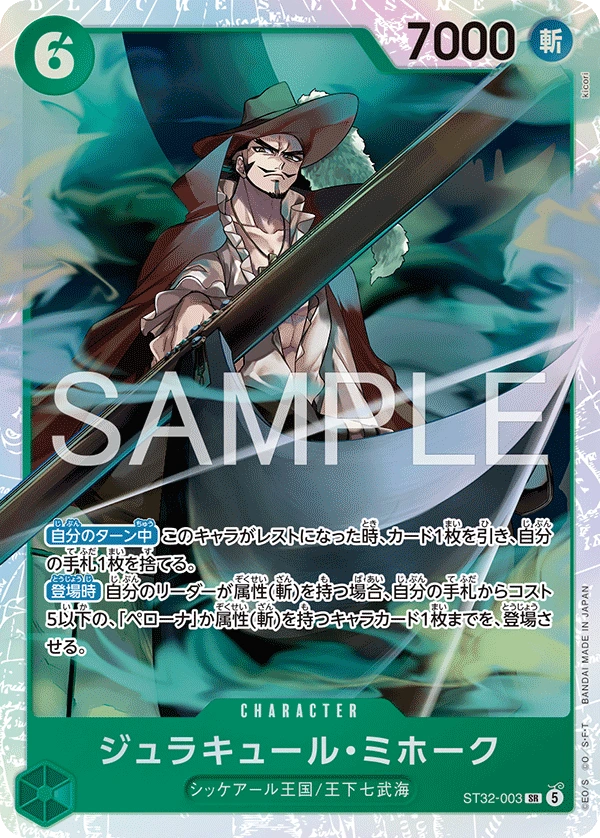 6
7000
斬
kicori
SAMPLE
自分のターン中 このキャラがレストになった時、カード1枚を引き、自分
の手札1枚を捨てる。
登場時 自分のリーダーが属性(斬)を持つ場合、自分の手札からコスト
5以下の、「ペローナ」か属性(斬)を持つキャラカード1枚までを、登場さ
せる。
CHARACTER
ジュラキュール・ミホーク
シッケアール王国/王下七武海
ST32-003 SR 5
©E.O/S ©O/S・F・T BANDAI MADE IN JAPAN